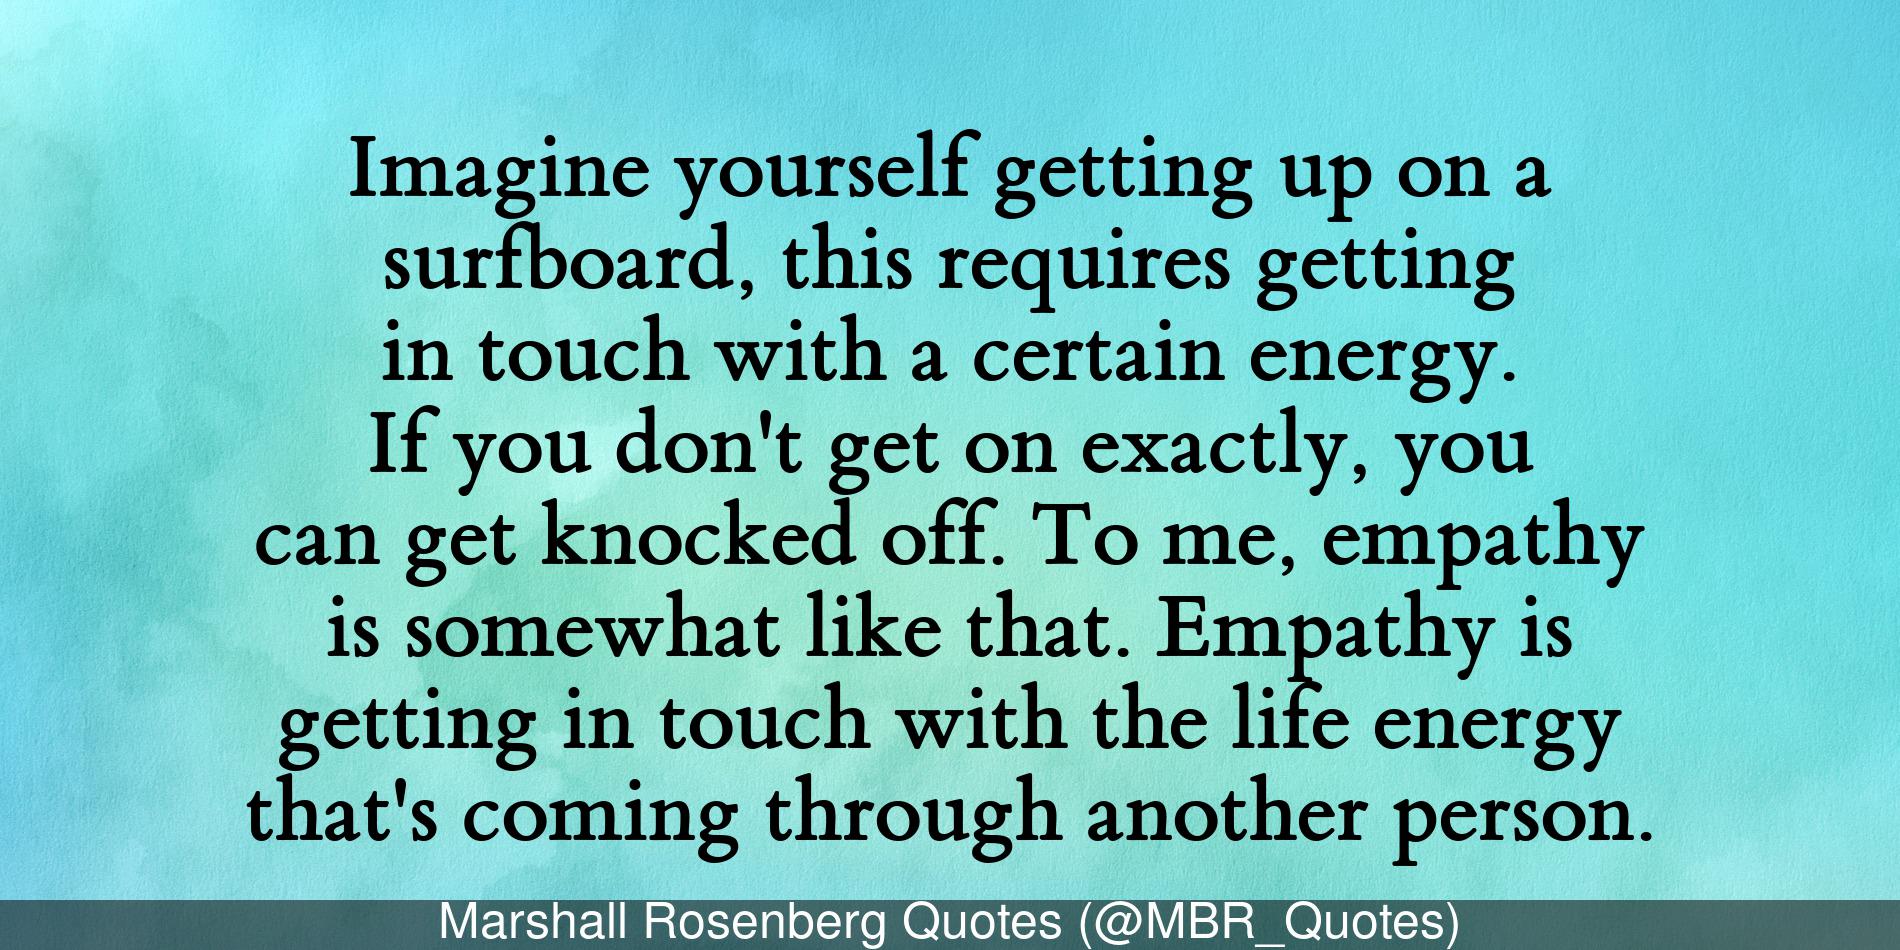 Imagine yourself getting up on a
surfboard, this requires getting
in touch with a certain energy.
If you don't get on exactly, you
can get knocked off. To me, empathy
is somewhat like that. Empathy is
getting in touch with the life energy
that's coming through another person.
Marshall Rosenberg Quotes (@MBR_Quotes)